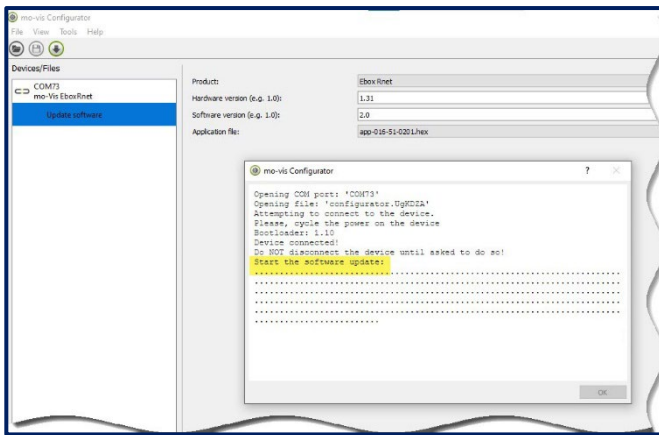 mo-vis Configurator
File View Tools Help
Devices/Files
COM73
mo-Vis Ebox Rnet
Update software
Product: Ebox Rnet
Hardware version (e.g. 1.0): 1.31
Software version (e.g. 1.0): 2.0
Application file: app-016-51-0201.hex
mo-vis Configurator ?
Opening COM port: 'COM73'
Opening file: 'configurator.UgKDZA'
Attempting to connect to the device.
Please, cycle the power on the device
Bootloader: 1.10
Device connected!
Do NOT disconnect the device until asked to do so!
Start the software update:
................................................................................
................................................................................
................................................................................
................................................................................
................................................................................
...........................
OK